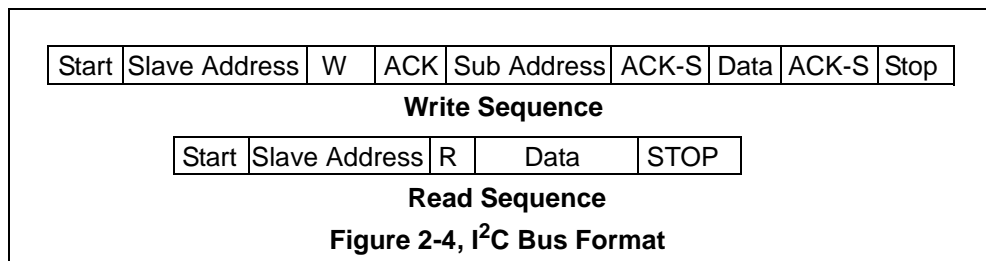 Start Slave Address W ACK Sub Address ACK-S Data ACK-S Stop
Write Sequence
Start Slave Address R Data STOP
Read Sequence
Figure 2-4, I²C Bus Format